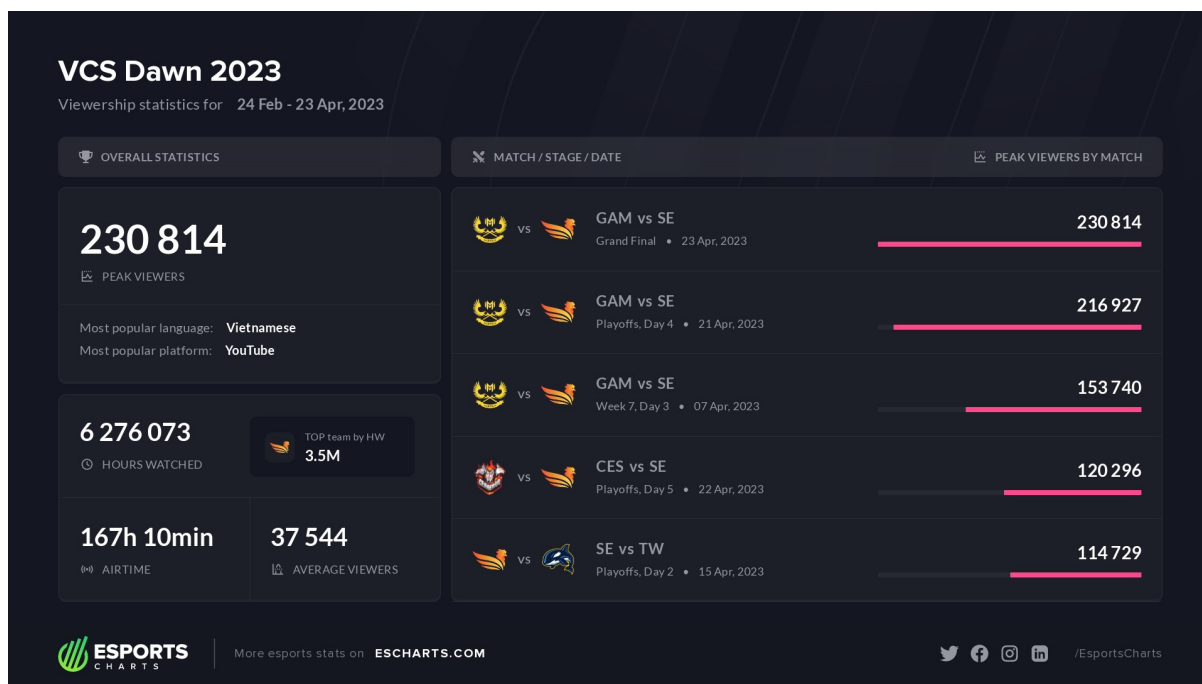 VCS Dawn 2023
Viewership statistics for 24 Feb - 23 Apr, 2023
OVERALL STATISTICS
230 814
PEAK VIEWERS
Most popular language: Vietnamese
Most popular platform: YouTube
6 276 073
HOURS WATCHED
TOP team by HW
3.5M
167h 10min
AIRTIME
37 544
AVERAGE VIEWERS
MATCH / STAGE / DATE
PEAK VIEWERS BY MATCH
vs
GAM vs SE
Grand Final • 23 Apr, 2023
230 814
vs
GAM vs SE
Playoffs, Day 4 • 21 Apr, 2023
216 927
vs
GAM vs SE
Week 7, Day 3 • 07 Apr, 2023
153 740
vs
CES vs SE
Playoffs, Day 5 • 22 Apr, 2023
120 296
vs
SE vs TW
Playoffs, Day 2 • 15 Apr, 2023
114 729
ESPORTS
CHARTS
More esports stats on ESCHARTS.COM
/EsportsCharts